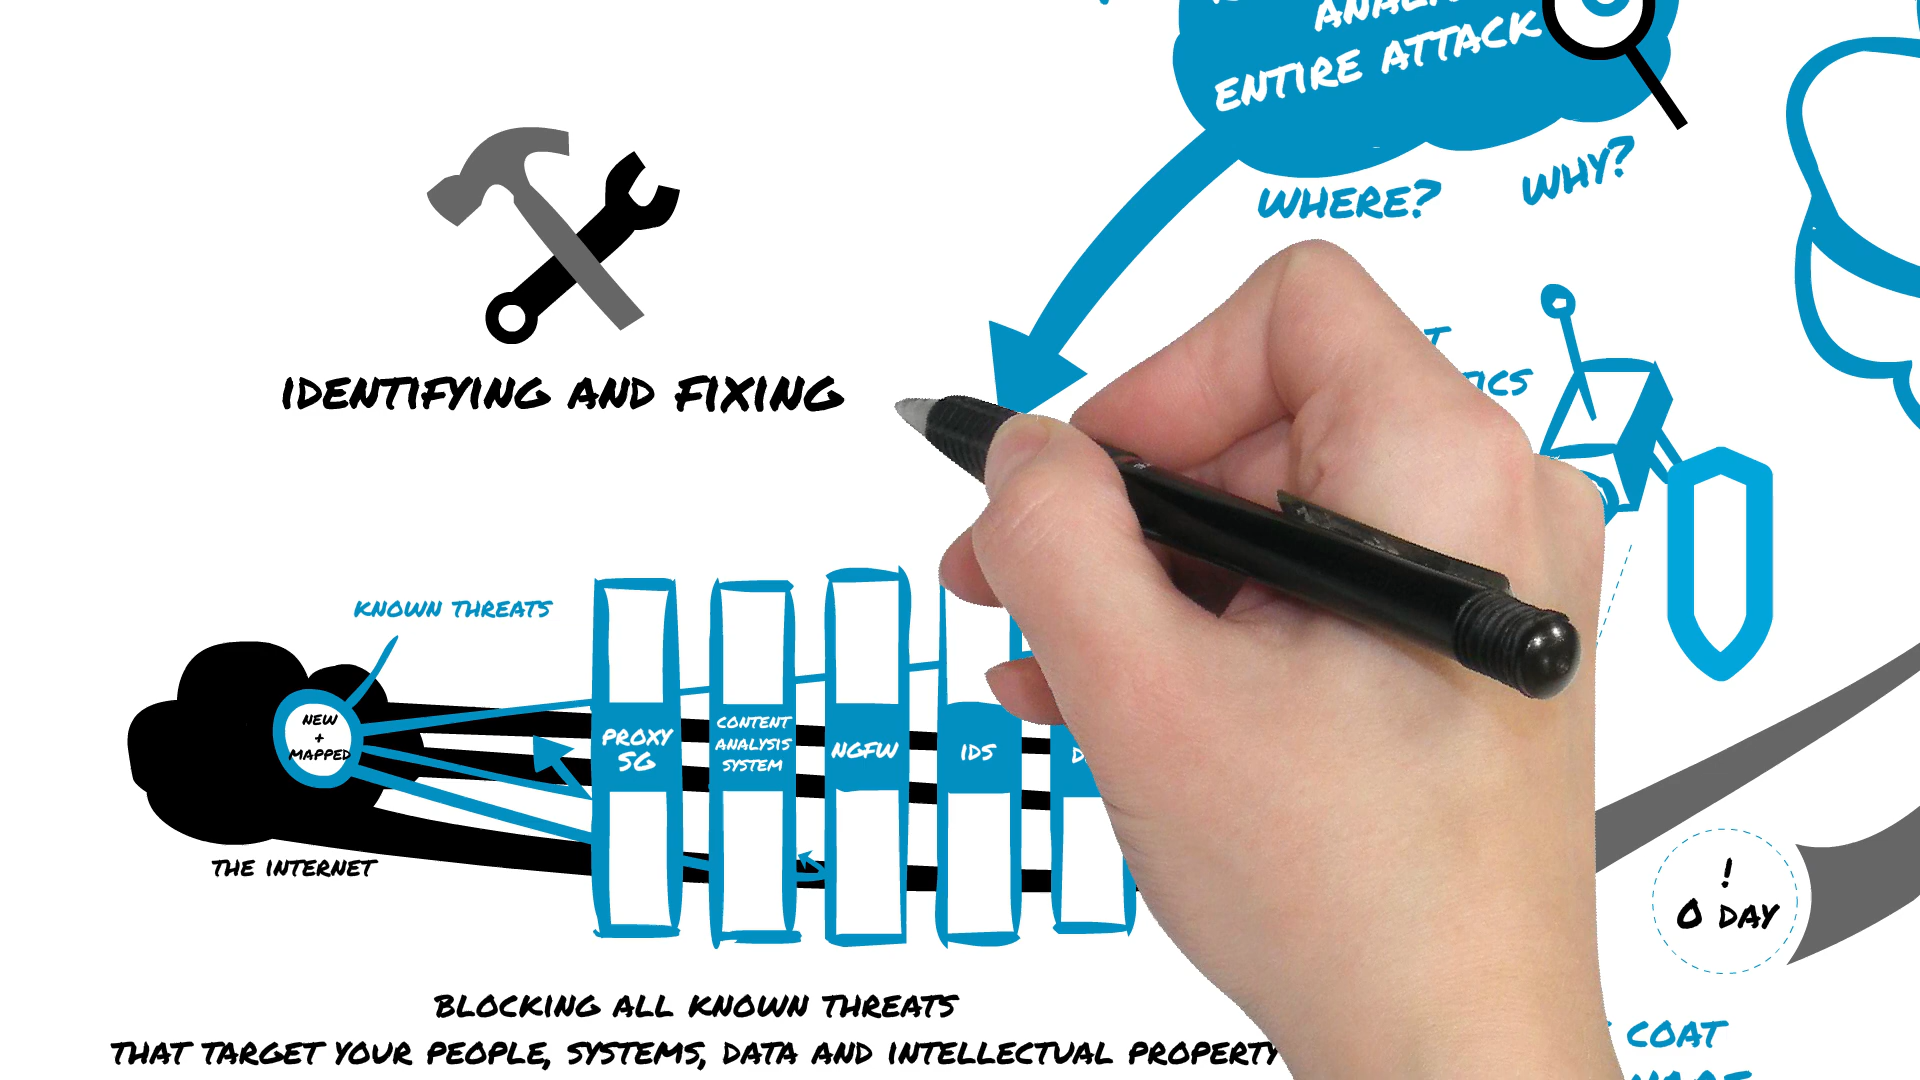 ENTIRE ATTACK
WHERE?
WHY?
IDENTIFYING AND FIXING
KNOWN THREATS
NEW
+
MAPPED
THE INTERNET
PROXY
SG
CONTENT
ANALYSIS
SYSTEM
NGFW
IDS
!
0 DAY
BLOCKING ALL KNOWN THREATS
THAT TARGET YOUR PEOPLE, SYSTEMS, DATA AND INTELLECTUAL PROPERTY
COAT